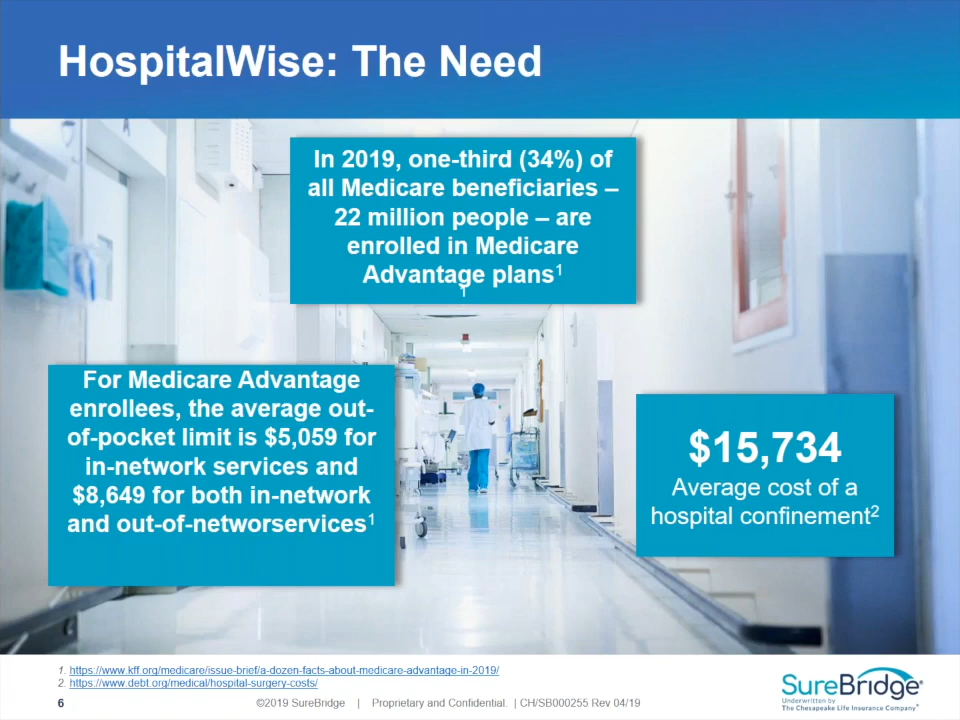 HospitalWise: The Need
In 2019, one-third (34%) of
all Medicare beneficiaries –
22 million people – are
enrolled in Medicare
Advantage plans¹
1
For Medicare Advantage
enrollees, the average out-
of-pocket limit is $5,059 for
in-network services and
$8,649 for both in-network
and out-of-networservices¹
$15,734
Average cost of a
hospital confinement²
1. https://www.kff.org/medicare/issue-brief/a-dozen-facts-about-medicare-advantage-in-2019/
2. https://www.debt.org/medical/hospital-surgery-costs/
6
©2019 SureBridge | Proprietary and Confidential. | CH/SB000255 Rev 04/19
SureBridge®
Underwritten by
The Chesapeake Life Insurance Company®